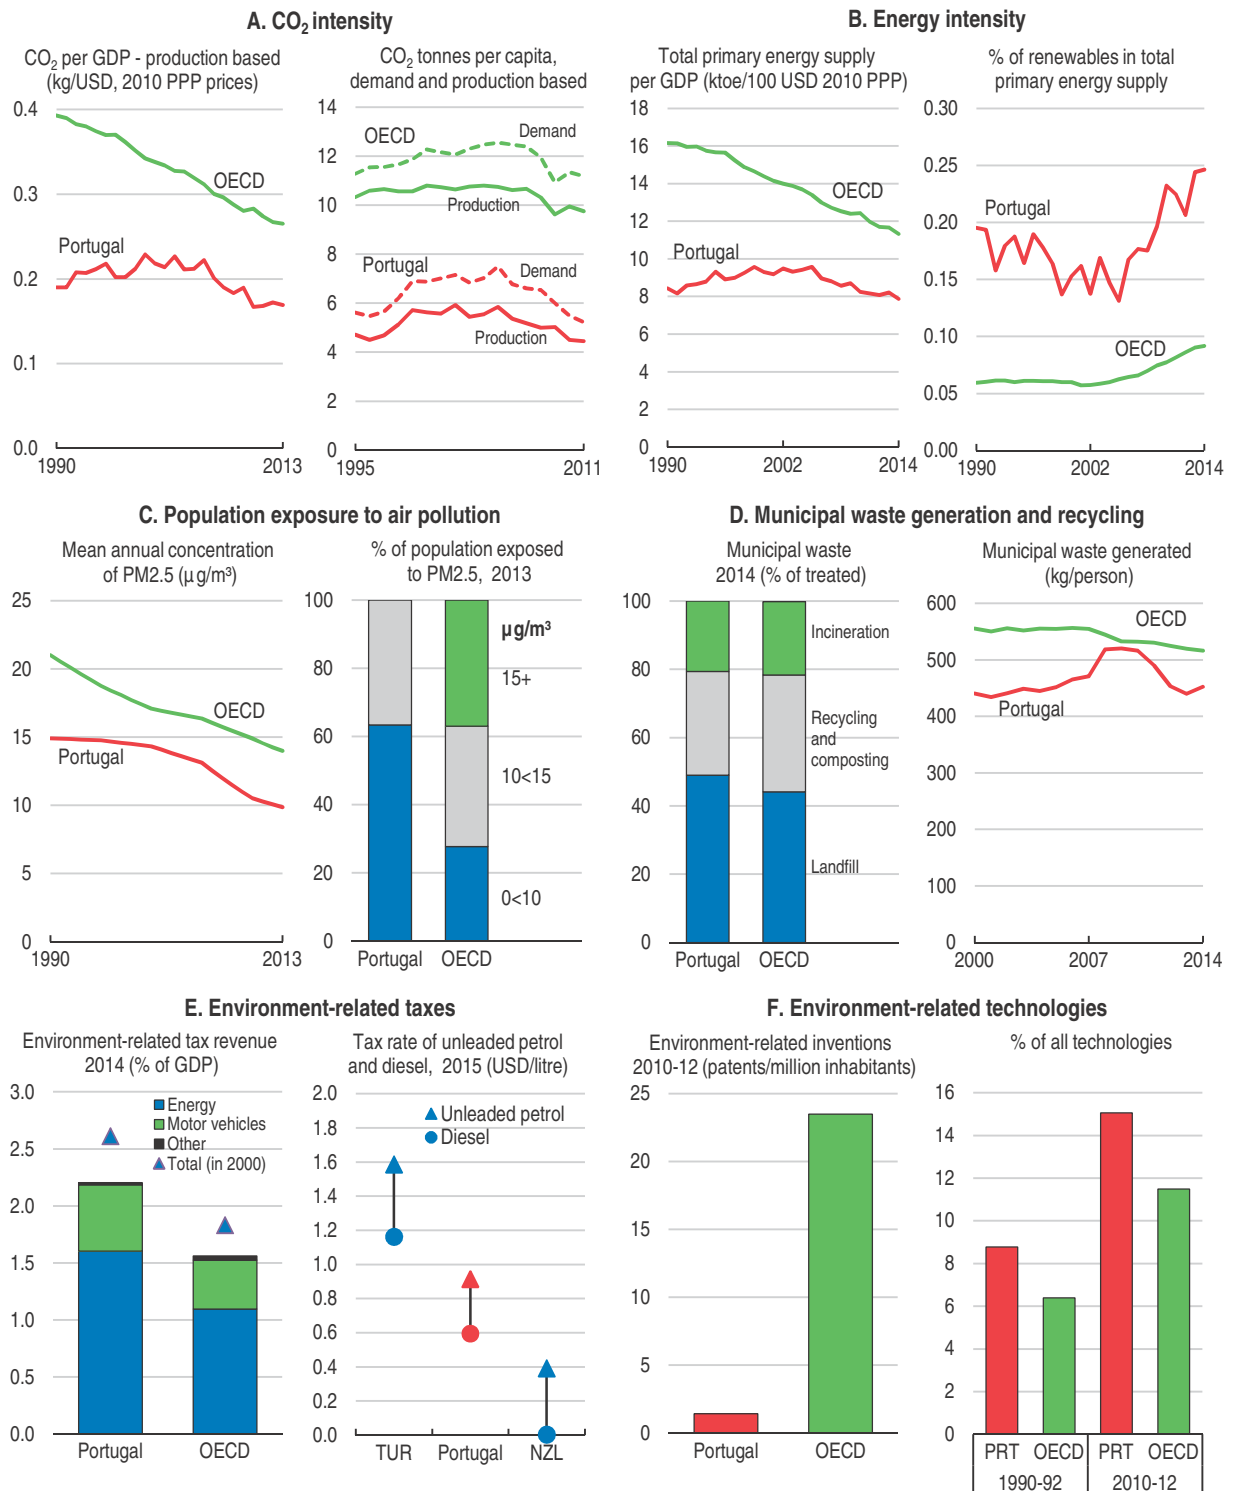 A. CO2 intensity
CO2 per GDP - production based
(kg/USD, 2010 PPP prices)
0.4
0.3
0.2
0.1
0.0
OECD
Portugal
1990
2013
CO2 tonnes per capita,
demand and production based
14
12
10
8
6
4
2
0
OECD
Demand
Production
Portugal
Demand
Production
1995
2011
B. Energy intensity
Total primary energy supply
per GDP (ktoe/100 USD 2010 PPP)
18
16
14
12
10
8
6
4
2
0
OECD
Portugal
1990
2002
2014
% of renewables in total
primary energy supply
0.30
0.25
0.20
0.15
0.10
0.05
0.00
Portugal
OECD
1990
2002
2014
C. Population exposure to air pollution
Mean annual concentration
of PM2.5 (µg/m³)
25
20
15
10
5
0
OECD
Portugal
1990
2013
% of population exposed
to PM2.5, 2013
100
80
60
40
20
0
µg/m³
15+
10<15
0<10
Portugal
OECD
D. Municipal waste generation and recycling
Municipal waste
2014 (% of treated)
100
80
60
40
20
0
Incineration
Recycling
and
composting
Landfill
Portugal
OECD
Municipal waste generated
(kg/person)
600
500
400
300
200
100
0
OECD
Portugal
2000
2007
2014
E. Environment-related taxes
Environment-related tax revenue
2014 (% of GDP)
3.0
2.5
2.0
1.5
1.0
0.5
0.0
Energy
Motor vehicles
Other
Total (in 2000)
Portugal
OECD
Tax rate of unleaded petrol
and diesel, 2015 (USD/litre)
2.0
1.8
1.6
1.4
1.2
1.0
0.8
0.6
0.4
0.2
0.0
Unleaded petrol
Diesel
TUR
Portugal
NZL
F. Environment-related technologies
Environment-related inventions
2010-12 (patents/million inhabitants)
25
20
15
10
5
0
Portugal
OECD
% of all technologies
16
14
12
10
8
6
4
2
0
PRT
OECD
PRT
OECD
1990-92
2010-12